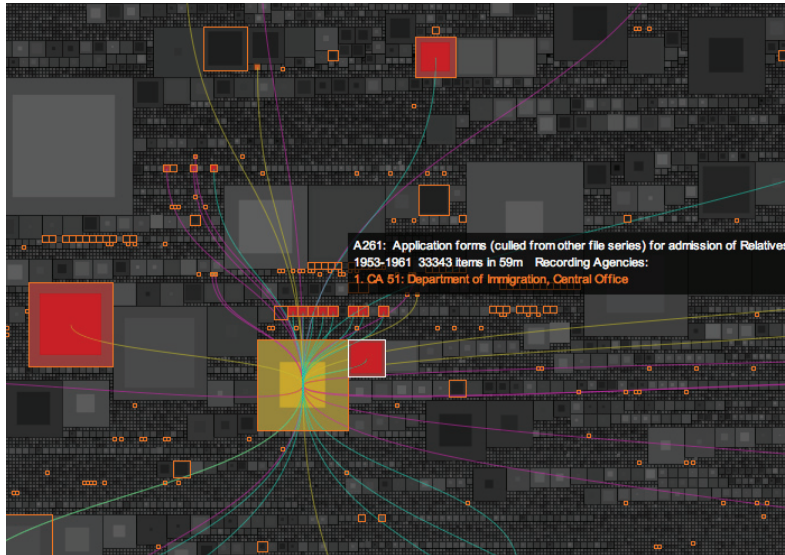 A261: Application forms (culled from other file series) for admission of Relatives
1953-1961 33343 items in 59m Recording Agencies:
1. CA 51: Department of Immigration, Central Office